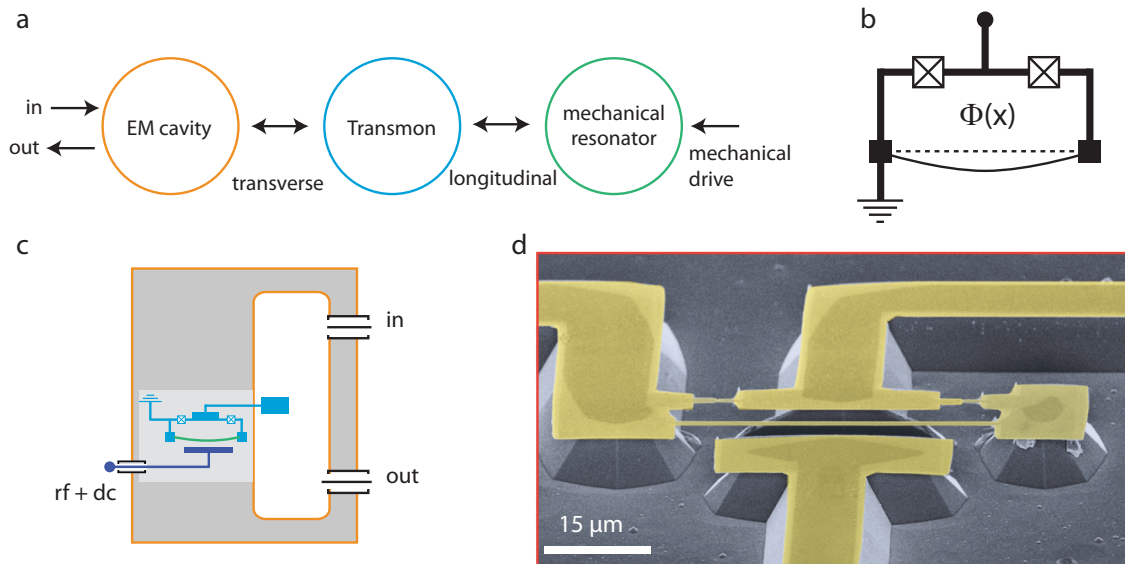 a
in
out
EM cavity
transverse
Transmon
longitudinal
mechanical
resonator
mechanical
drive
b
Φ(x)
c
in
out
rf + dc
d
15 μm